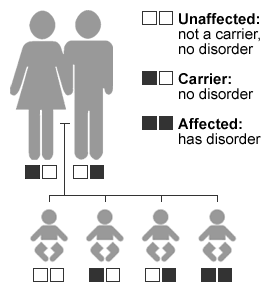 Unaffected:
not a carrier,
no disorder
Carrier:
no disorder
Affected:
has disorder